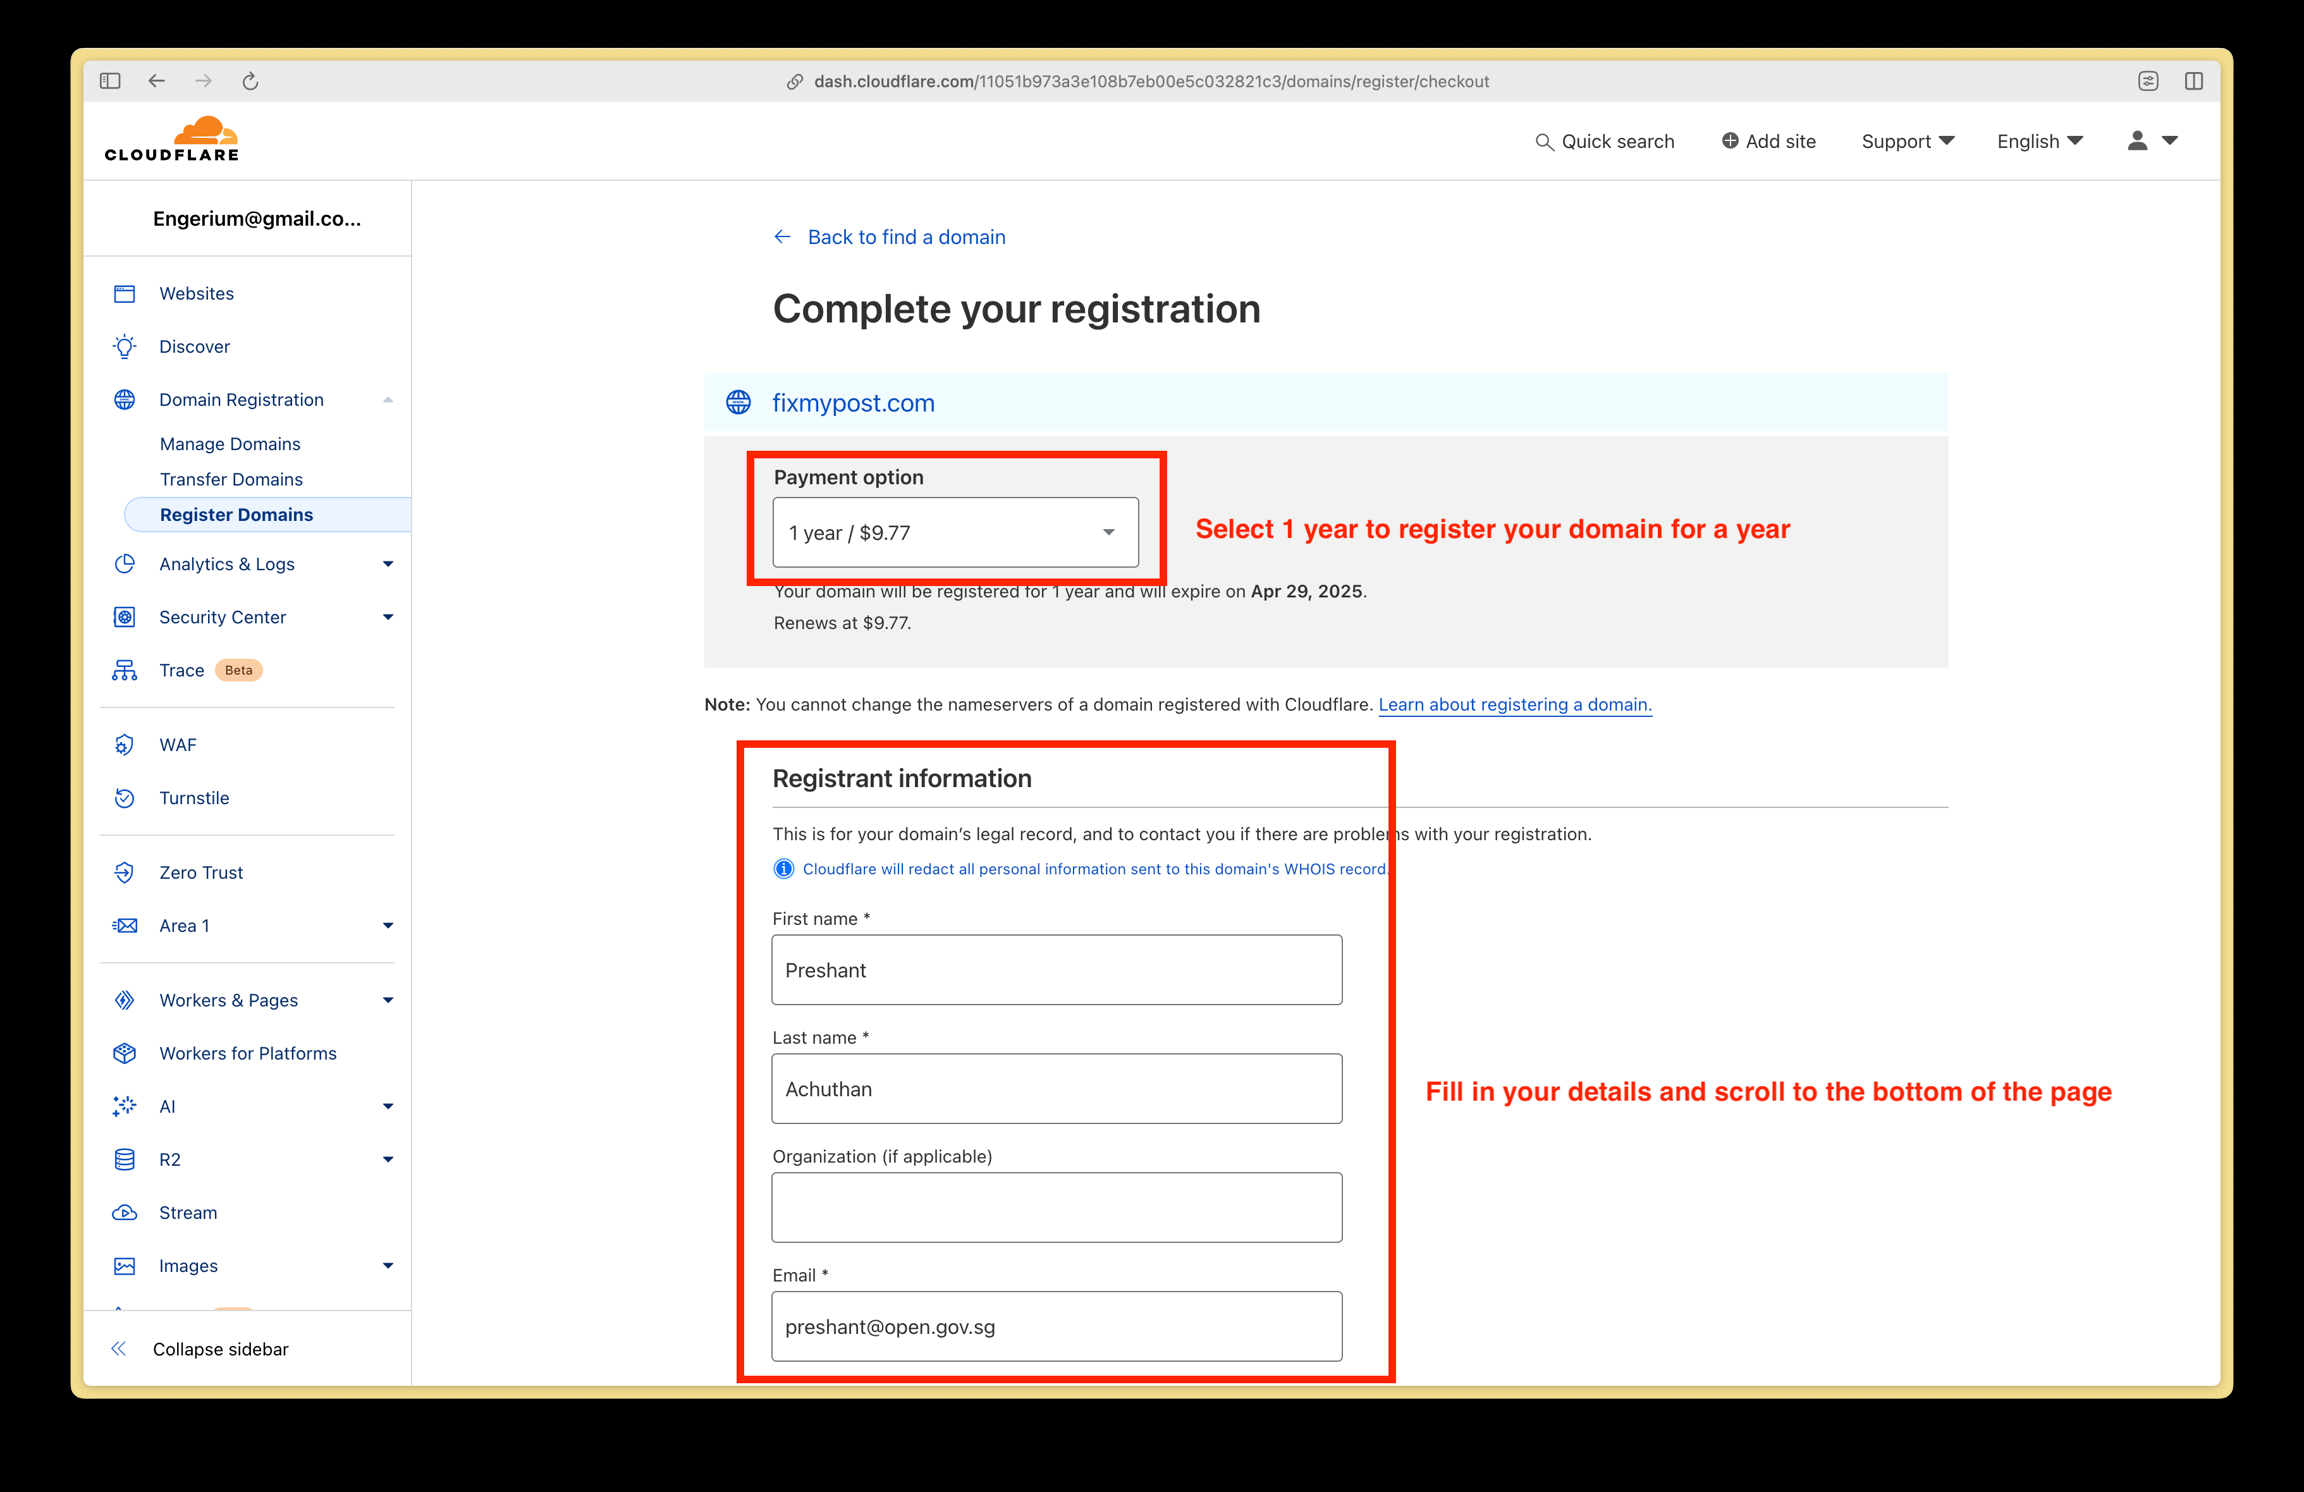 dash.cloudflare.com/11051b973a3e108b7eb00e5c032821c3/domains/register/checkout
CLOUDFLARE
Quick search
Add site
Support
English
Engerium@gmail.co...
Websites
Discover
Domain Registration
Manage Domains
Transfer Domains
Register Domains
Analytics & Logs
Security Center
Trace Beta
WAF
Turnstile
Zero Trust
Area 1
Workers & Pages
Workers for Platforms
AI
R2
Stream
Images
Collapse sidebar
Back to find a domain
Complete your registration
fixmypost.com
Payment option
1 year / $9.77
Select 1 year to register your domain for a year
Your domain will be registered for 1 year and will expire on Apr 29, 2025.
Renews at $9.77.
Note: You cannot change the nameservers of a domain registered with Cloudflare. Learn about registering a domain.
Registrant information
This is for your domain's legal record, and to contact you if there are problems with your registration.
Cloudflare will redact all personal information sent to this domain's WHOIS record.
First name *
Preshant
Last name *
Achuthan
Fill in your details and scroll to the bottom of the page
Organization (if applicable)
Email *
preshant@open.gov.sg